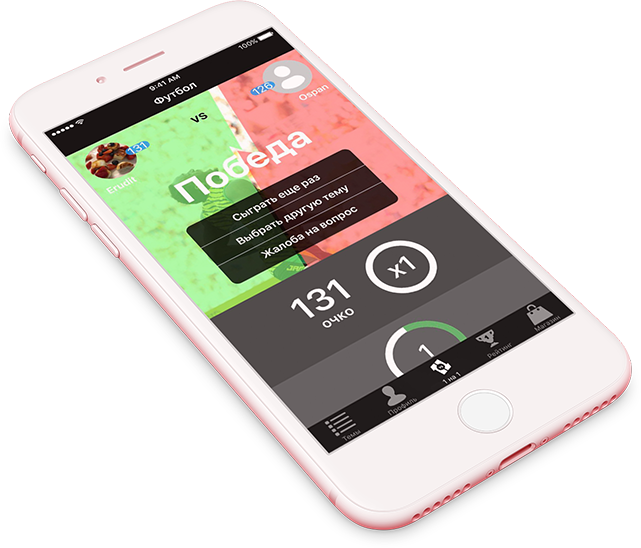 9:41 AM
100%
Футбол
vs
131
126
Erudit
Ospan
Победа
Сыграть еще раз
Выбрать другую тему
Жалоба на вопрос
131
очко
x1
1
Темы
Профиль
1 на 1
Рейтинг
Магазин